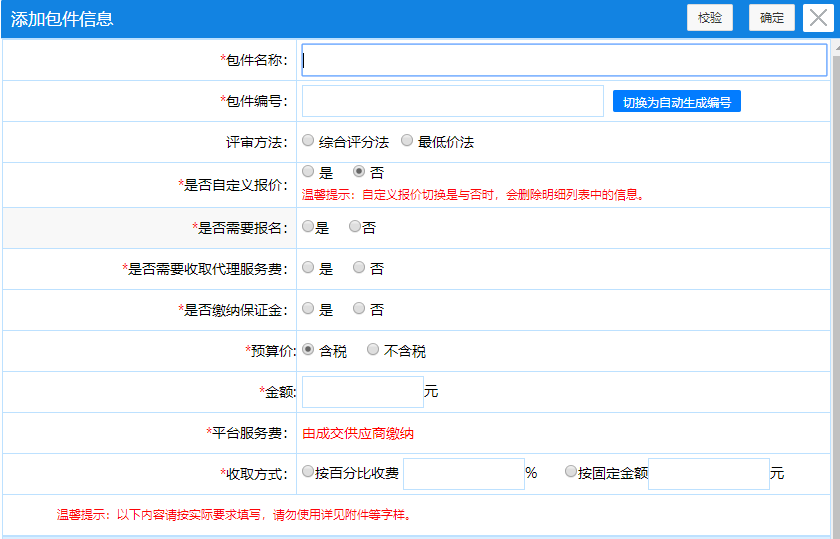 添加包件信息 校验 确定
*包件名称：
*包件编号： 切换为自动生成编号
评审方法： 综合评分法 最低价法
*是否自定义报价： 是 否
温馨提示：自定义报价切换是与否时，会删除明细列表中的信息。
*是否需要报名： 是 否
*是否需要收取代理服务费： 是 否
*是否缴纳保证金： 是 否
*预算价: 含税 不含税
*金额: 元
*平台服务费： 由成交供应商缴纳
*收取方式： 按百分比收费 % 按固定金额 元
温馨提示：以下内容请按实际要求填写，请勿使用详见附件等字样。